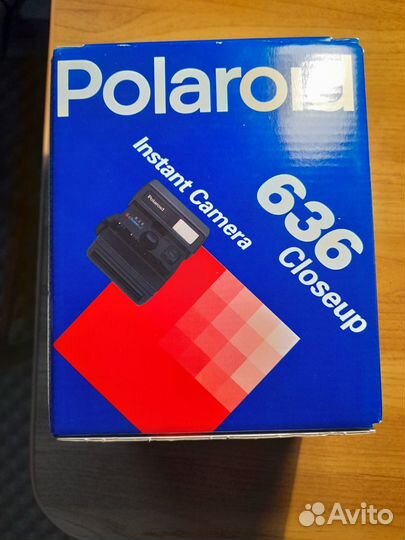 Polaroid
Instant Camera
636
Closeup
Polaroid
Avito